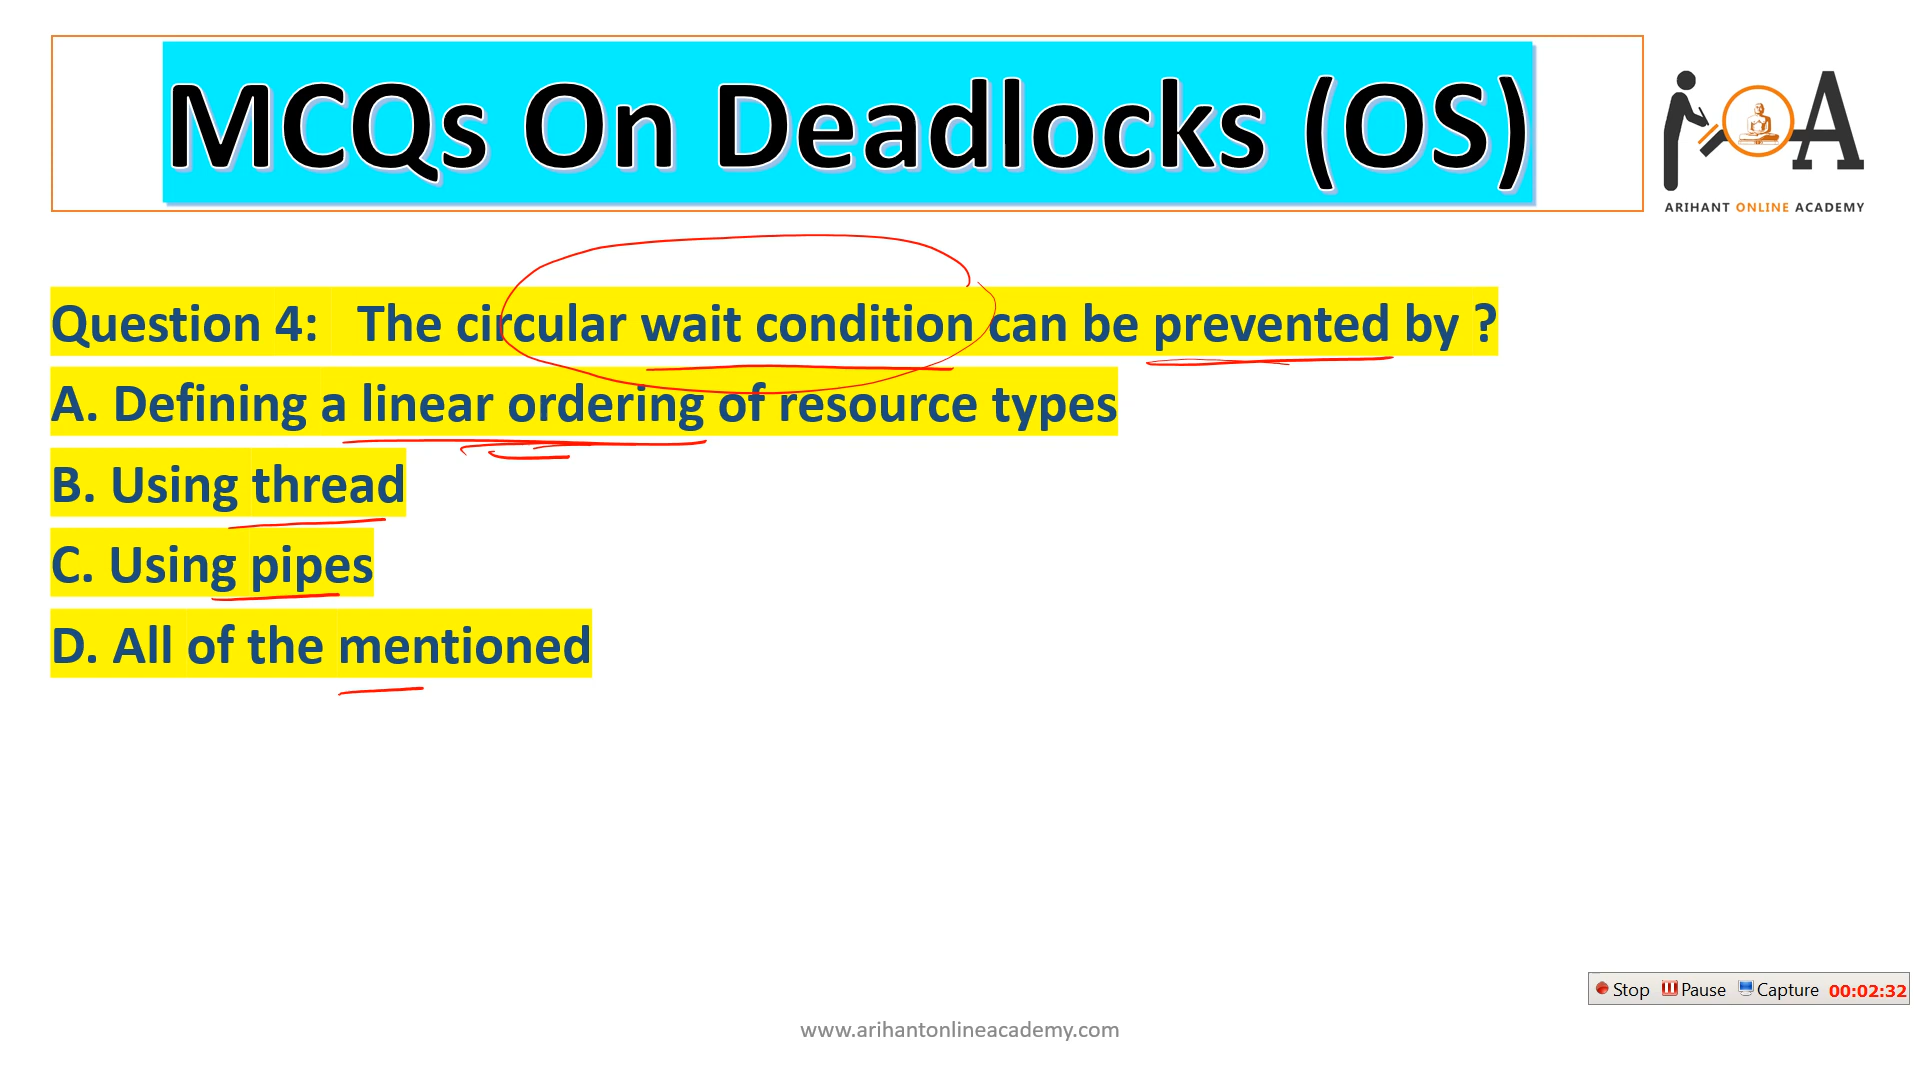 MCQs On Deadlocks (OS)
A
ARIHANT ONLINE ACADEMY
Question 4: The circular wait condition can be prevented by ?
A. Defining a linear ordering of resource types
B. Using thread
C. Using pipes
D. All of the mentioned
Stop Pause Capture 00:02:32
www.arihantonlineacademy.com